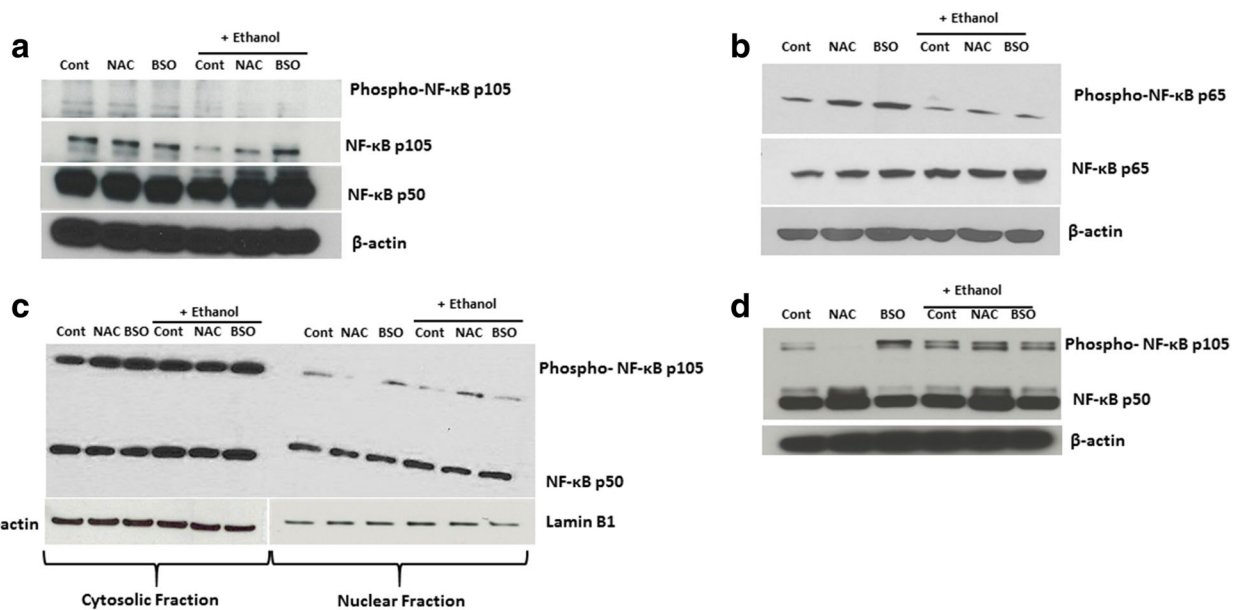 a
+ Ethanol
Cont NAC BSO Cont NAC BSO
Phospho-NF-κB p105
NF-κB p105
NF-κB p50
β-actin
b
+ Ethanol
Cont NAC BSO Cont NAC BSO
Phospho-NF-κB p65
NF-κB p65
β-actin
c
+ Ethanol
+ Ethanol
Cont NAC BSO Cont NAC BSO
Cont NAC BSO Cont NAC BSO
Phospho- NF-κB p105
NF-κB p50
actin
Lamin B1
Cytosolic Fraction
Nuclear Fraction
d
+ Ethanol
Cont NAC BSO Cont NAC BSO
Phospho- NF-κB p105
NF-κB p50
β-actin